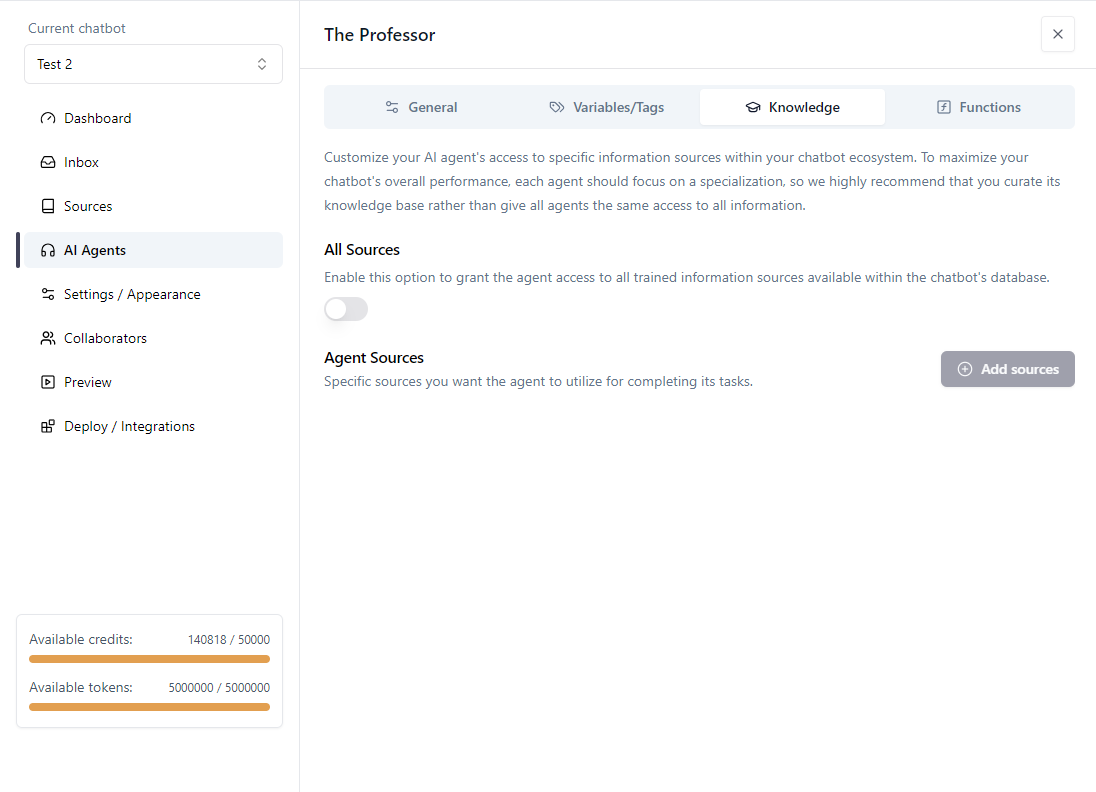 Current chatbot
Test 2
Dashboard
Inbox
Sources
AI Agents
Settings / Appearance
Collaborators
Preview
Deploy / Integrations
Available credits: 140818 / 50000
Available tokens: 5000000 / 5000000
The Professor
General Variables/Tags Knowledge Functions
Customize your AI agent's access to specific information sources within your chatbot ecosystem. To maximize your
chatbot's overall performance, each agent should focus on a specialization, so we highly recommend that you curate its
knowledge base rather than give all agents the same access to all information.
All Sources
Enable this option to grant the agent access to all trained information sources available within the chatbot's database.
Agent Sources
Specific sources you want the agent to utilize for completing its tasks.
Add sources